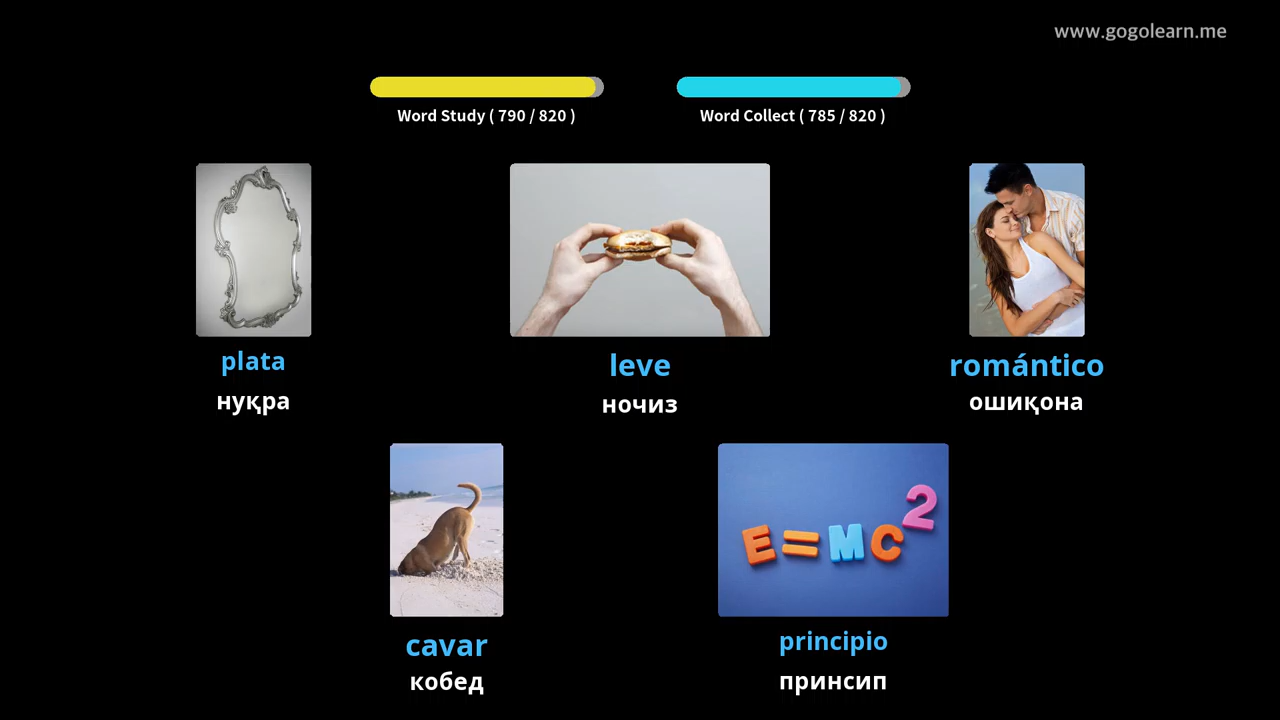 www.gogolearn.me
Word Study ( 790 / 820 )
Word Collect ( 785 / 820 )
plata
нуқра
leve
ночиз
romántico
ошиқона
E=MC2
cavar
кобед
principio
принсип